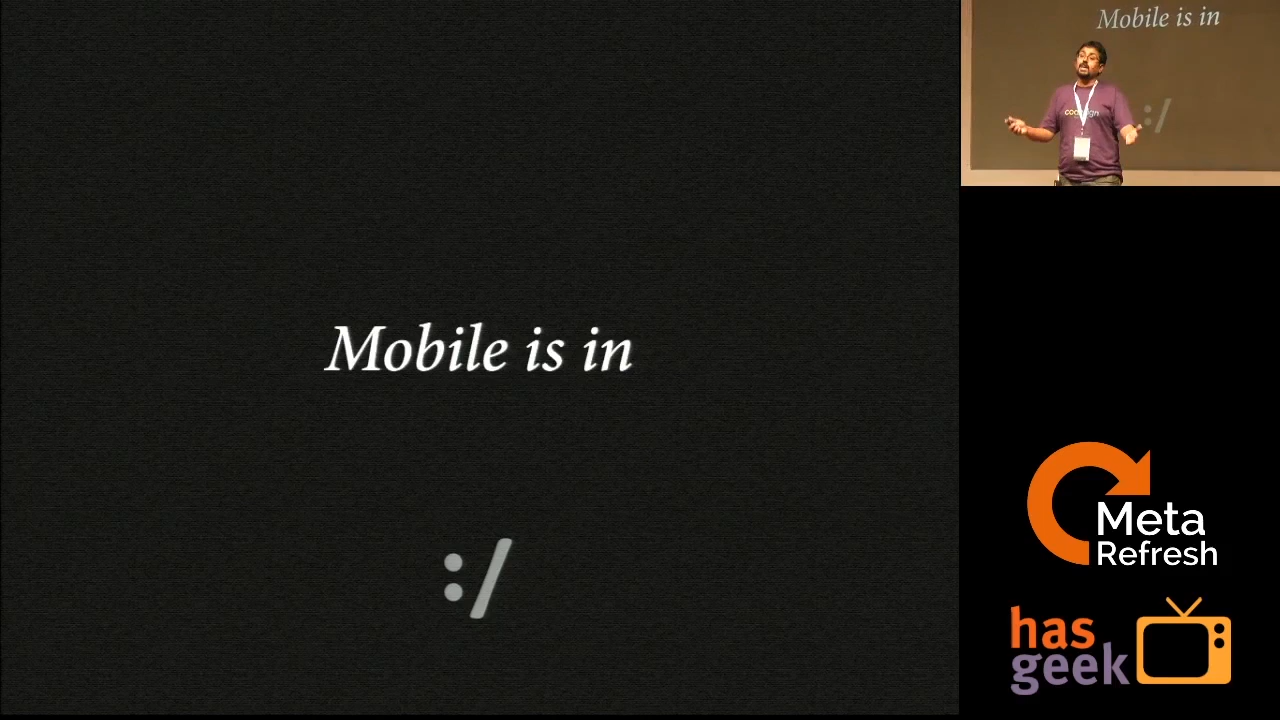 Mobile is in
:/
Mobile is in
:/
Meta
Refresh
has
geek